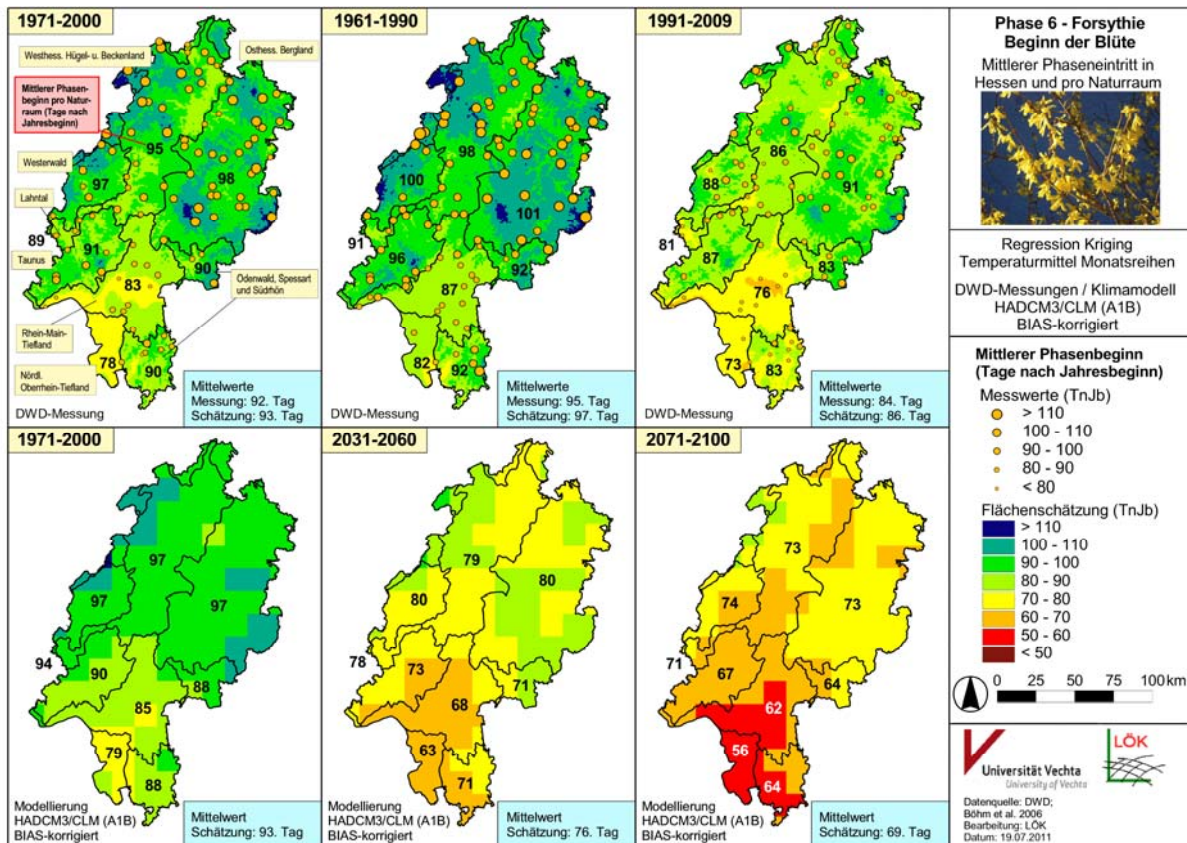 1971-2000
Westhess. Hügel- u. Beckenland
Osthess. Bergland
Mittlerer Phasen-
beginn pro Natur-
raum (Tage nach
Jahresbeginn)
Westerwald
Lahntal
Taunus
Rhein-Main-
Tiefland
Nördl.
Oberrhein-Tiefland
Odenwald, Spessart
und Südrhön
95
97
98
89
91
90
83
78
90
DWD-Messung
Mittelwerte
Messung: 92. Tag
Schätzung: 93. Tag
1961-1990
98
100
101
91
96
92
87
82
92
DWD-Messung
Mittelwerte
Messung: 95. Tag
Schätzung: 97. Tag
1991-2009
86
88
91
81
87
83
76
73
83
Mittelwerte
Messung: 84. Tag
Schätzung: 86. Tag
1971-2000
97
97
97
94
90
88
85
79
88
Modellierung
HADCM3/CLM (A1B)
BIAS-korrigiert
Mittelwert
Schätzung: 93. Tag
2031-2060
79
80
80
78
73
71
68
63
71
Modellierung
HADCM3/CLM (A1B)
BIAS-korrigiert
Mittelwert
Schätzung: 76. Tag
2071-2100
73
74
73
71
67
64
62
56
64
Modellierung
HADCM3/CLM (A1B)
BIAS-korrigiert
Mittelwert
Schätzung: 69. Tag
Phase 6 - Forsythie
Beginn der Blüte
Mittlerer Phaseneintritt in
Hessen und pro Naturraum
Regression Kriging
Temperaturmittel Monatsreihen
DWD-Messungen / Klimamodell
HADCM3/CLM (A1B)
BIAS-korrigiert
Mittlerer Phasenbeginn
(Tage nach Jahresbeginn)
Messwerte (TnJb)
> 110
100 - 110
90 - 100
80 - 90
< 80
Flächenschätzung (TnJb)
> 110
100 - 110
90 - 100
80 - 90
70 - 80
60 - 70
50 - 60
< 50
0 25 50 75 100 km
Universität Vechta
University of Vechta
LÖK
Datenquelle: DWD;
Böhm et al. 2006
Bearbeitung: LÖK
Datum: 19.07.2011